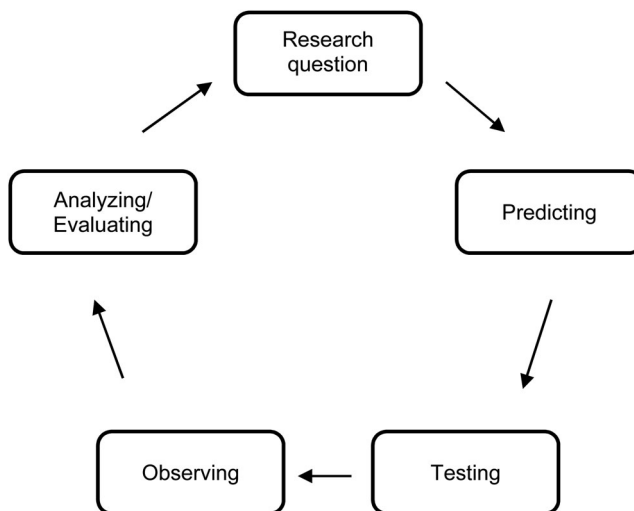 Research
question
Predicting
Testing
Observing
Analyzing/
Evaluating